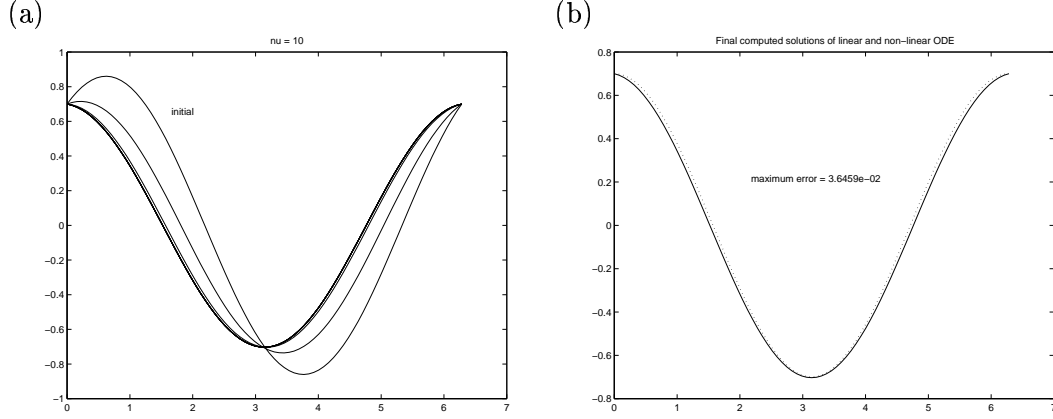 (a)
nu = 10
initial
1
0.8
0.6
0.4
0.2
0
−0.2
−0.4
−0.6
−0.8
−1
0 1 2 3 4 5 6 7
(b)
Final computed solutions of linear and non−linear ODE
maximum error = 3.6459e−02
0.8
0.6
0.4
0.2
0
−0.2
−0.4
−0.6
−0.8
0 1 2 3 4 5 6 7